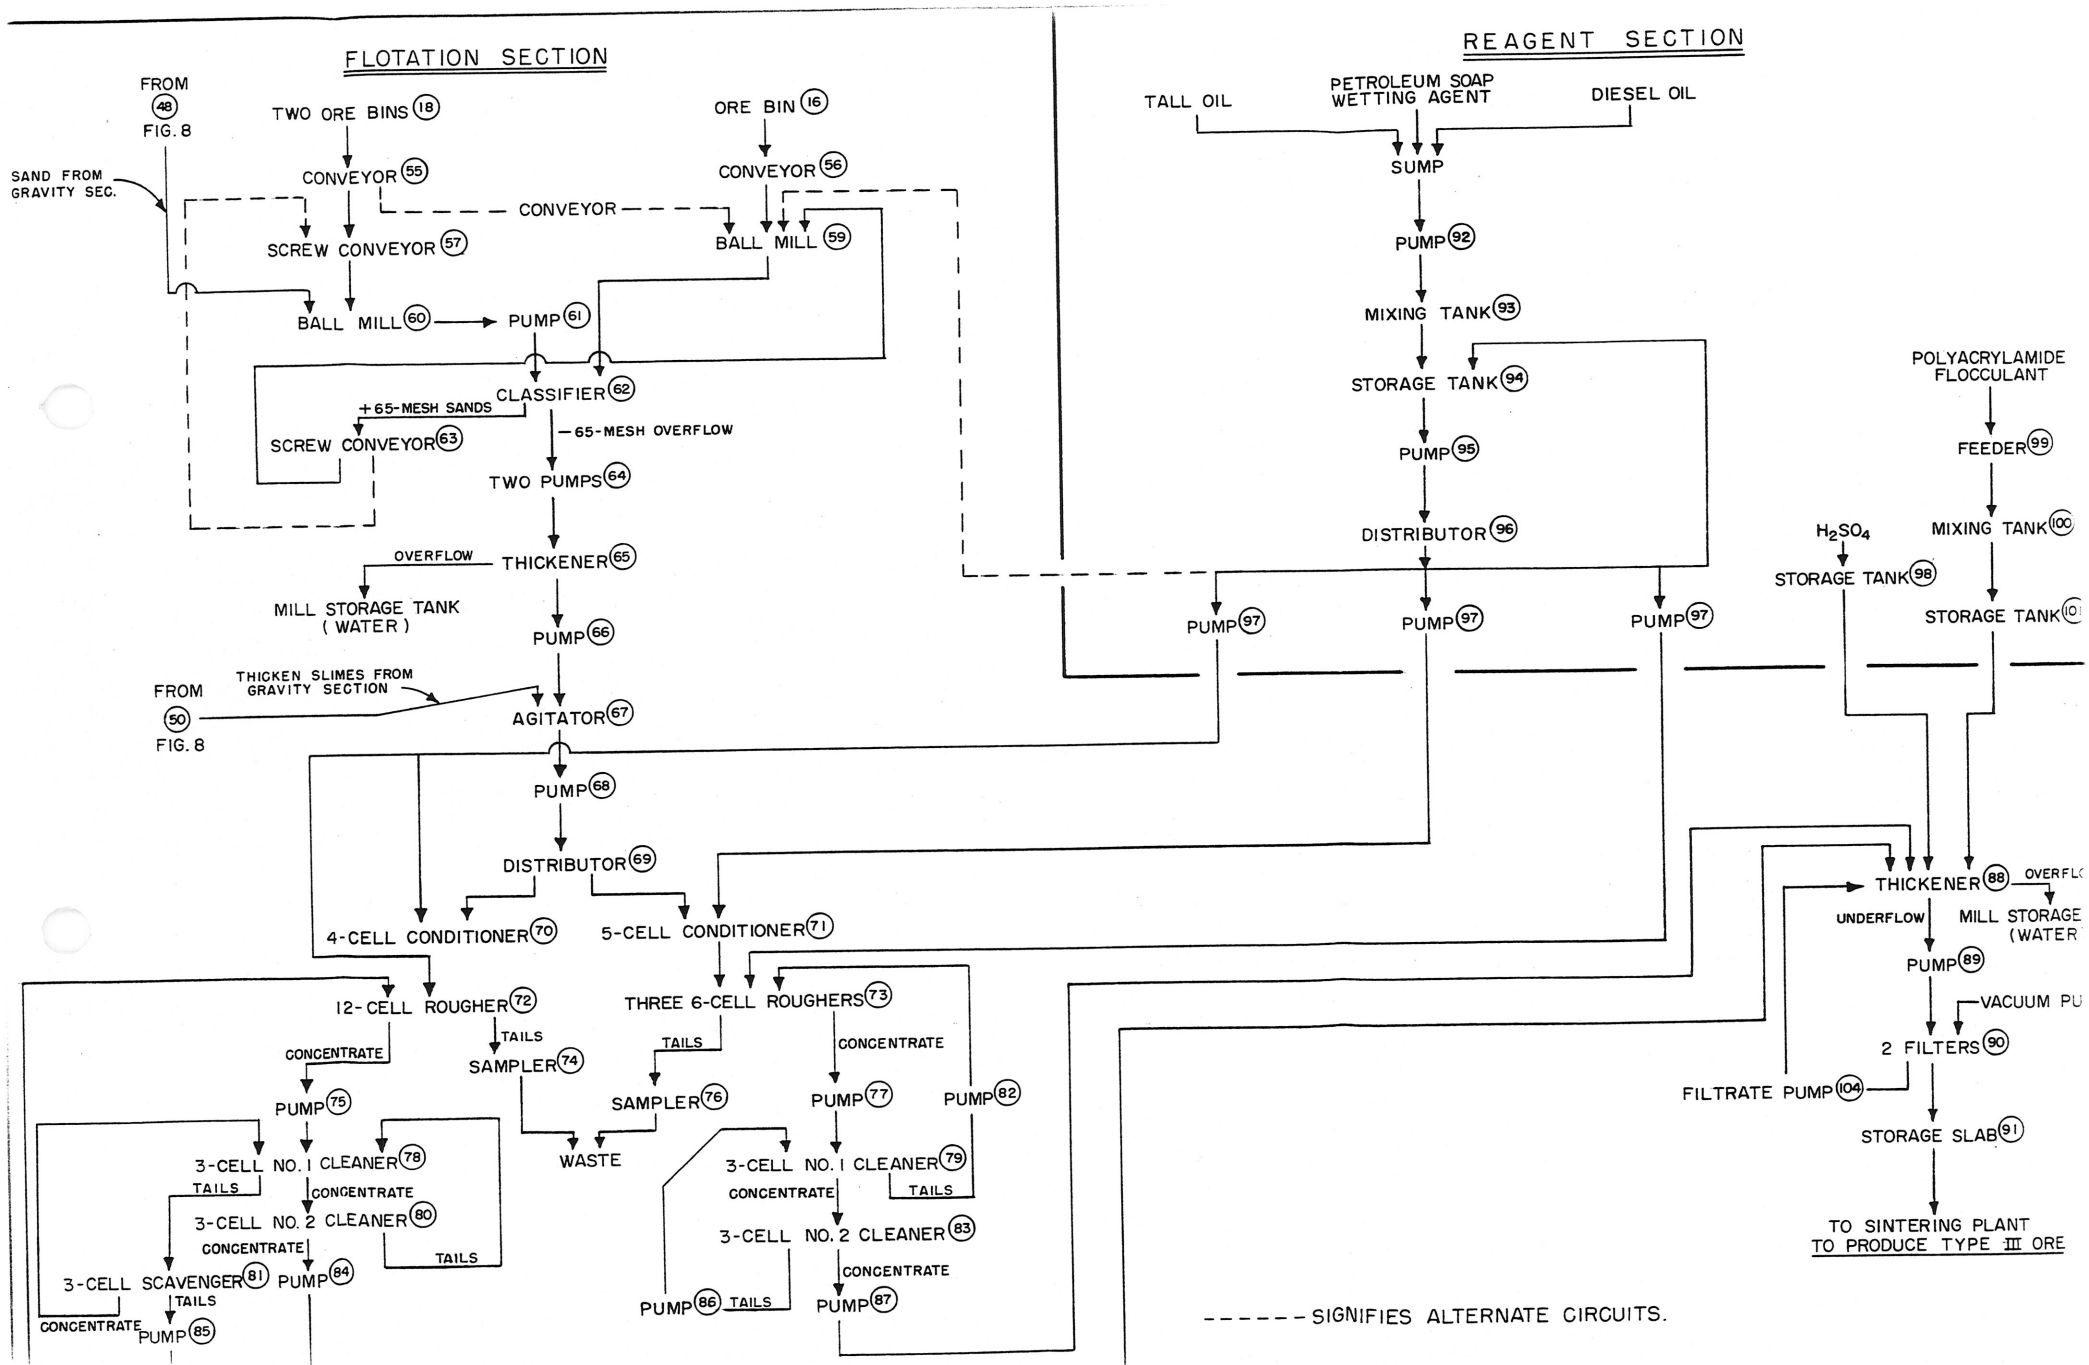 FLOTATION SECTION
FROM
48
FIG. 8
TWO ORE BINS 18
ORE BIN 16
SAND FROM
GRAVITY SEC.
CONVEYOR 55
CONVEYOR 56
CONVEYOR
SCREW CONVEYOR 57
BALL MILL 59
BALL MILL 60
PUMP 61
CLASSIFIER 62
+65-MESH SANDS
SCREW CONVEYOR 63
-65-MESH OVERFLOW
TWO PUMPS 64
OVERFLOW
THICKENER 65
MILL STORAGE TANK
(WATER)
PUMP 66
THICKEN SLIMES FROM
GRAVITY SECTION
FROM
50
FIG. 8
AGITATOR 67
PUMP 68
DISTRIBUTOR 69
4-CELL CONDITIONER 70
5-CELL CONDITIONER 71
12-CELL ROUGHER 72
THREE 6-CELL ROUGHERS 73
TAILS
CONCENTRATE
SAMPLER 74
TAILS
CONCENTRATE
PUMP 75
SAMPLER 76
PUMP 77
PUMP 82
WASTE
3-CELL NO. 1 CLEANER 78
TAILS
CONCENTRATE
3-CELL NO. 2 CLEANER 80
CONCENTRATE
TAILS
3-CELL SCAVENGER 81
PUMP 84
TAILS
CONCENTRATE
PUMP 85
3-CELL NO. 1 CLEANER 79
CONCENTRATE
TAILS
3-CELL NO. 2 CLEANER 83
CONCENTRATE
PUMP 86
TAILS
PUMP 87
REAGENT SECTION
TALL OIL
PETROLEUM SOAP
WETTING AGENT
DIESEL OIL
SUMP
PUMP 92
MIXING TANK 93
STORAGE TANK 94
PUMP 95
DISTRIBUTOR 96
PUMP 97
PUMP 97
PUMP 97
POLYACRYLAMIDE
FLOCCULANT
FEEDER 99
MIXING TANK 100
H2SO4
STORAGE TANK 98
STORAGE TANK 101
THICKENER 88
UNDERFLOW
MILL STORAGE
(WATER
PUMP 89
VACUUM PU
2 FILTERS 90
FILTRATE PUMP 104
STORAGE SLAB 91
TO SINTERING PLANT
TO PRODUCE TYPE III ORE
------ SIGNIFIES ALTERNATE CIRCUITS.